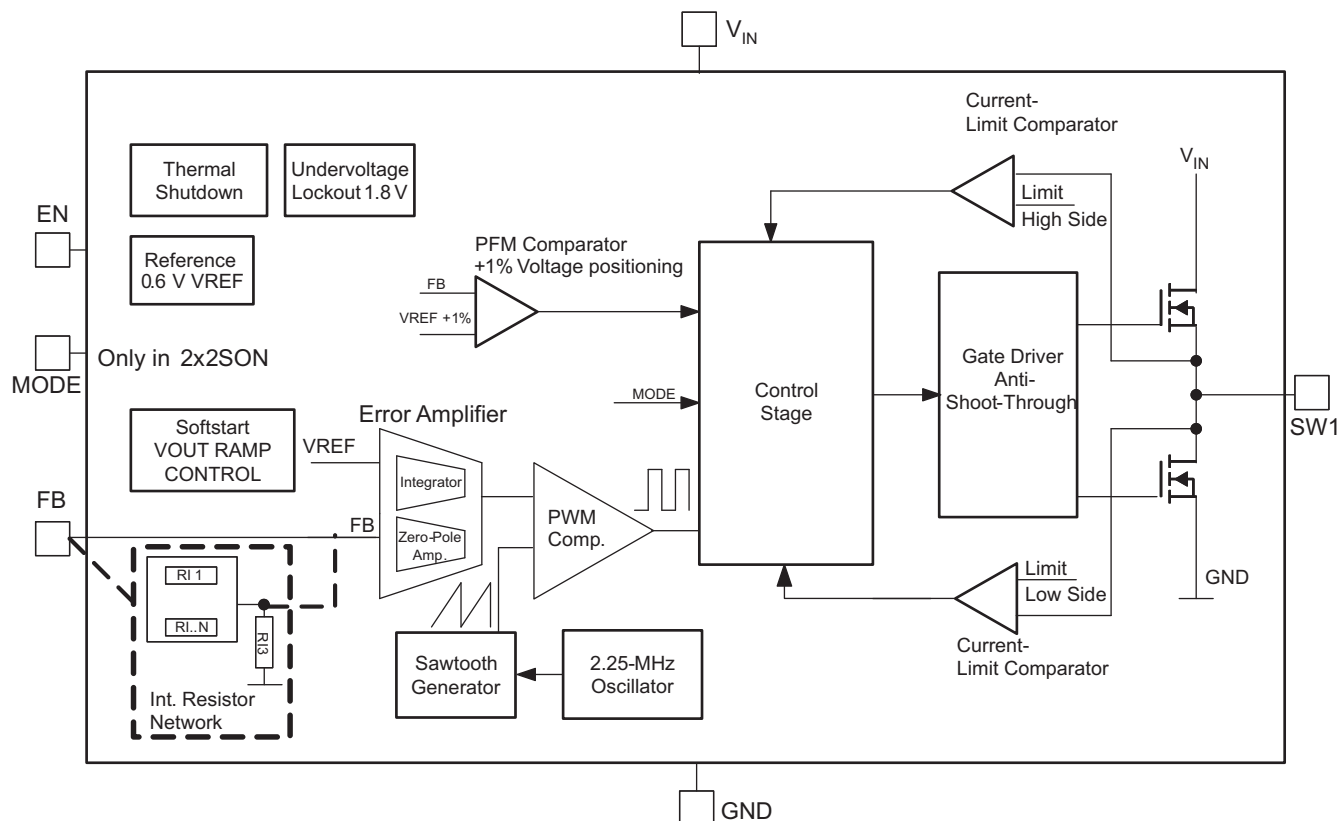 VIN
Current-
Limit Comparator
Thermal
Shutdown
Undervoltage
Lockout 1.8 V
VIN
Limit
High Side
EN
Reference
0.6 V VREF
PFM Comparator
+1% Voltage positioning
FB
VREF +1%
MODE
Only in 2x2SON
MODE
Control
Stage
Gate Driver
Anti-
Shoot-Through
SW1
Softstart
VOUT RAMP
CONTROL
Error Amplifier
VREF
Integrator
FB
FB
Zero-Pole
Amp.
PWM
Comp.
Limit
Low Side
GND
RI 1
RI..N
RI3
Int. Resistor
Network
Sawtooth
Generator
2.25-MHz
Oscillator
Current-
Limit Comparator
GND